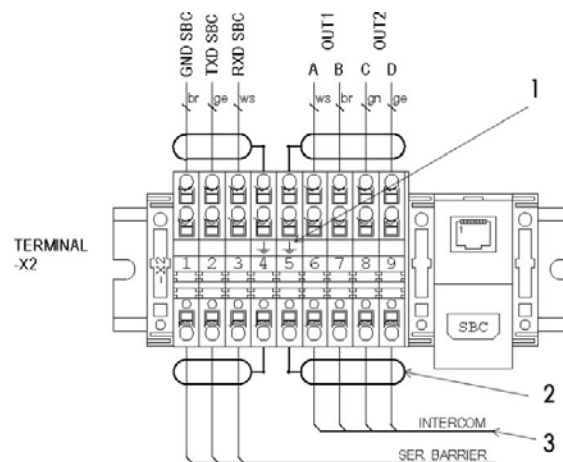 GND SBC
TXD SBC
RXD SBC
OUT1
OUT2
A B C D
br ge ws ws br gn ge
1
TERMINAL
-X2
-X2
1 2 3 4 5 6 7 8 9
1
SBC
2
INTERCOM
3
SER. BARRIER